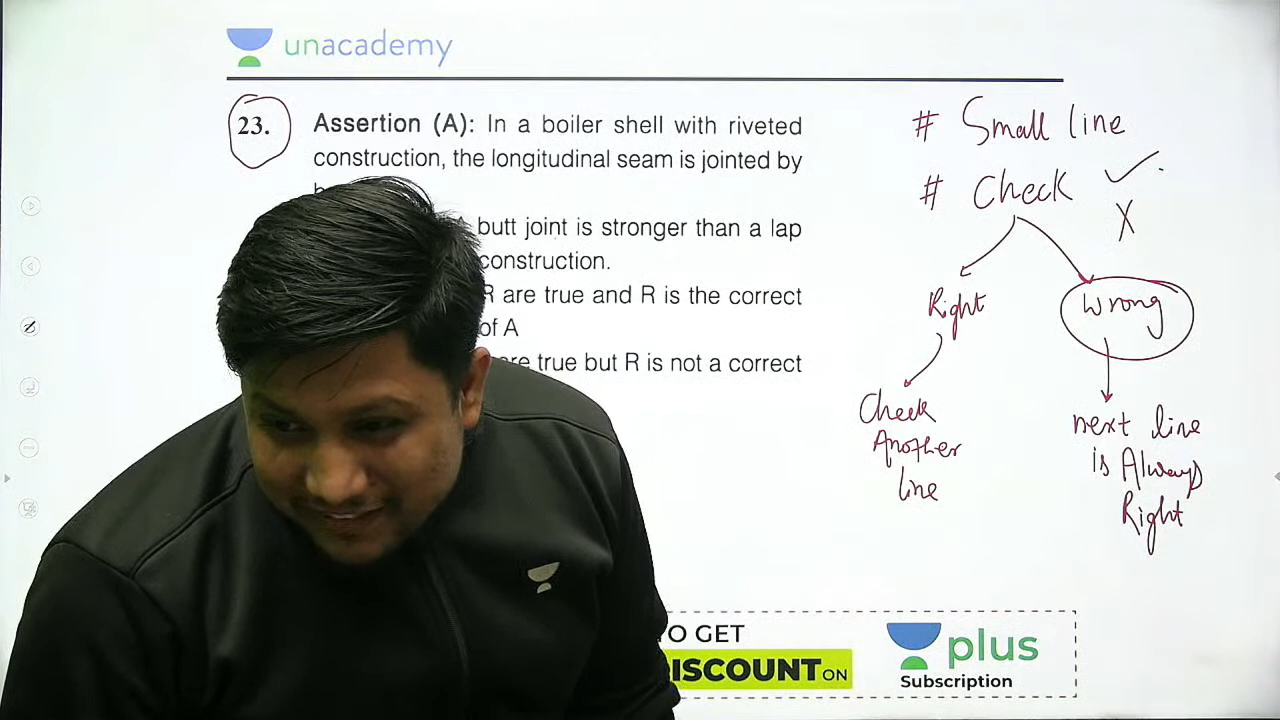 unacademy
23. Assertion (A): In a boiler shell with riveted
construction, the longitudinal seam is jointed by
butt joint is stronger than a lap
construction.
R are true and R is the correct
of A
are true but R is not a correct
# Small line
# Check ✓
X
Right
Wrong
Check
Another
line
next line
is Always
Right
TO GET
DISCOUNT ON
plus
Subscription